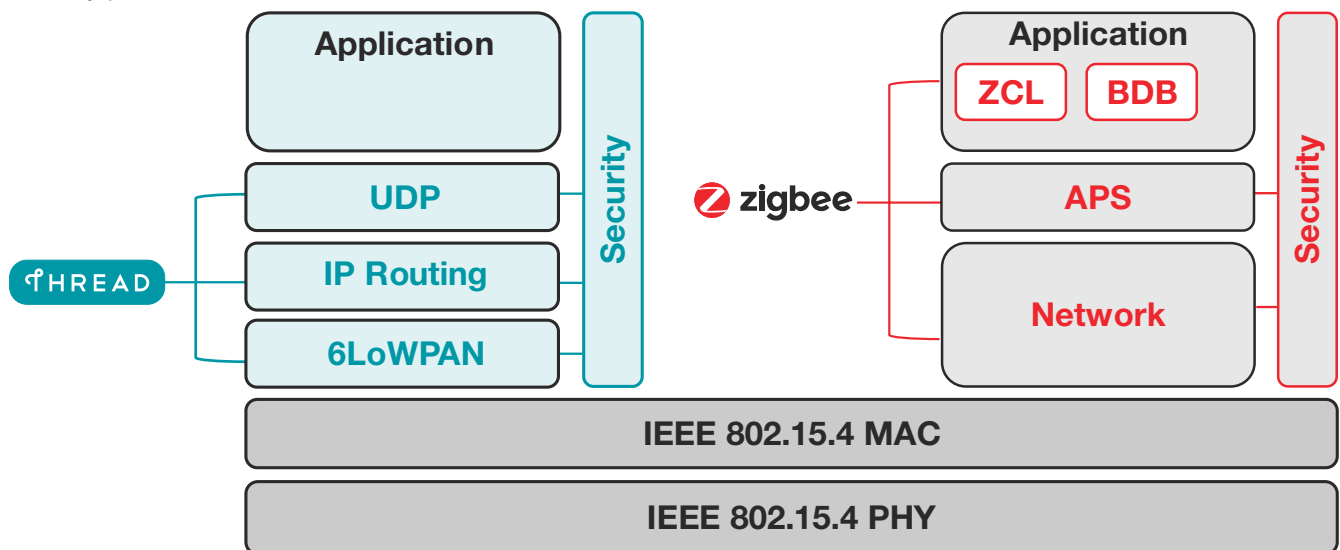 Application
UDP
IP Routing
6LoWPAN
Security
THREAD
zigbee
Application
ZCL BDB
APS
Network
Security
IEEE 802.15.4 MAC
IEEE 802.15.4 PHY